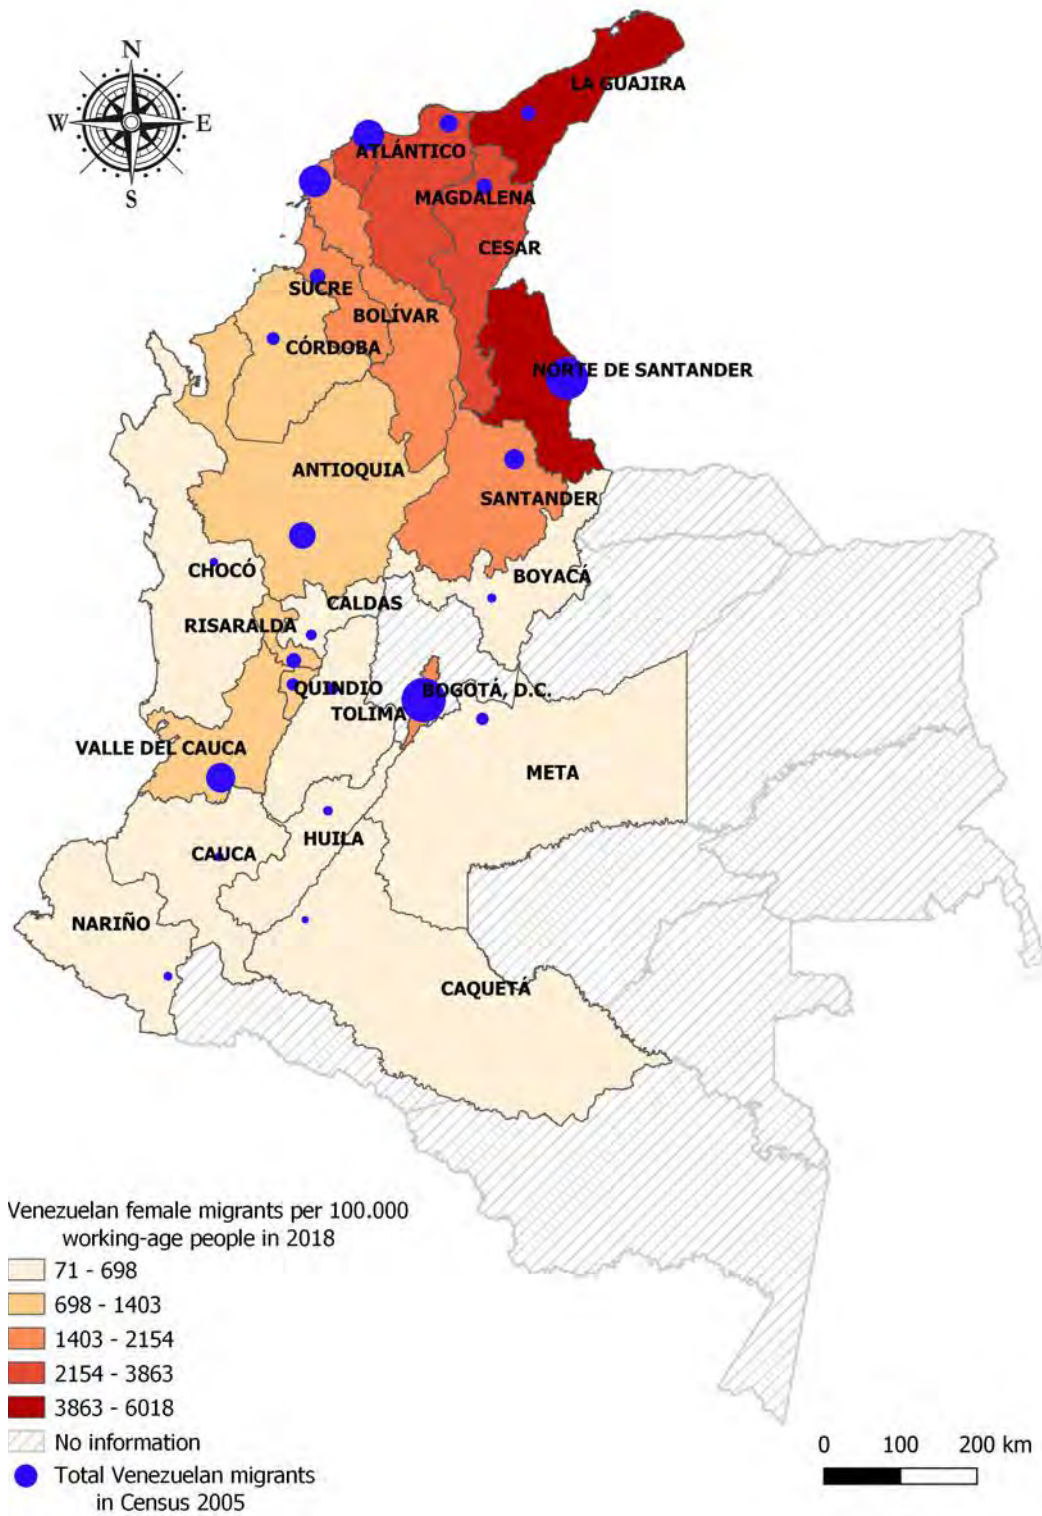 N
W
E
S
LA GUAJIRA
ATLÁNTICO
MAGDALENA
CESAR
SUCRE
BOLÍVAR
CÓRDOBA
NORTE DE SANTANDER
ANTIOQUIA
SANTANDER
CHOCÓ
BOYACÁ
CALDAS
RISARALDA
QUINDIO
BOGOTÁ, D.C.
TOLIMA
VALLE DEL CAUCA
META
HUILA
CAUCA
NARIÑO
CAQUETÁ
Venezuelan female migrants per 100.000
working-age people in 2018
71 - 698
698 - 1403
1403 - 2154
2154 - 3863
3863 - 6018
No information
Total Venezuelan migrants
in Census 2005
0 100 200 km